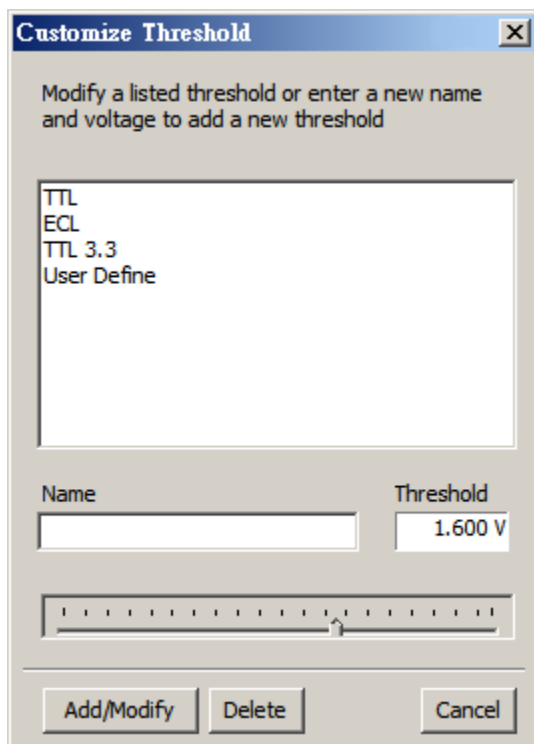 Customize Threshold
Modify a listed threshold or enter a new name
and voltage to add a new threshold
TTL
ECL
TTL 3.3
User Define
Name Threshold
1.600 V
Add/Modify Delete Cancel